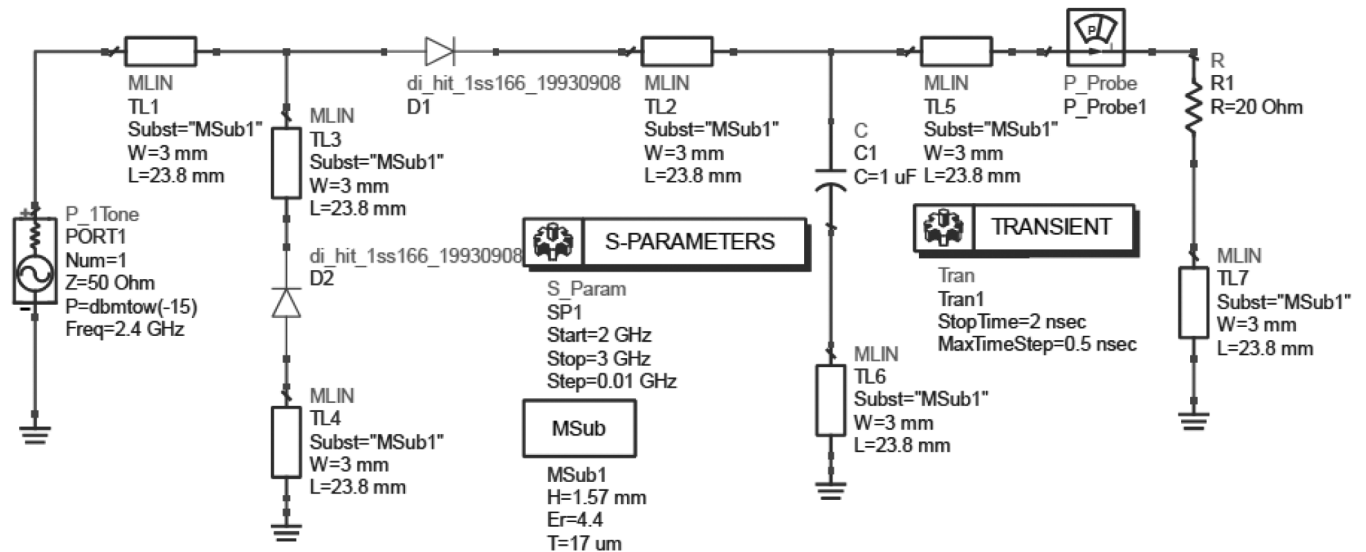 MLIN
TL1
Subst="MSub1"
W=3 mm
L=23.8 mm
MLIN
TL3
Subst="MSub1"
W=3 mm
L=23.8 mm
di_hit_1ss166_19930908
D1
MLIN
TL2
Subst="MSub1"
W=3 mm
L=23.8 mm
C
C1
C=1 uF
MLIN
TL5
Subst="MSub1"
W=3 mm
L=23.8 mm
P
P_Probe
P_Probe1
R
R1
R=20 Ohm
+
-
P_1Tone
PORT1
Num=1
Z=50 Ohm
P=dbmtow(-15)
Freq=2.4 GHz
di_hit_1ss166_19930908
D2
MLIN
TL4
Subst="MSub1"
W=3 mm
L=23.8 mm
S-PARAMETERS
S_Param
SP1
Start=2 GHz
Stop=3 GHz
Step=0.01 GHz
MSub
MSub1
H=1.57 mm
Er=4.4
T=17 um
MLIN
TL6
Subst="MSub1"
W=3 mm
L=23.8 mm
TRANSIENT
Tran
Tran1
StopTime=2 nsec
MaxTimeStep=0.5 nsec
MLIN
TL7
Subst="MSub1"
W=3 mm
L=23.8 mm